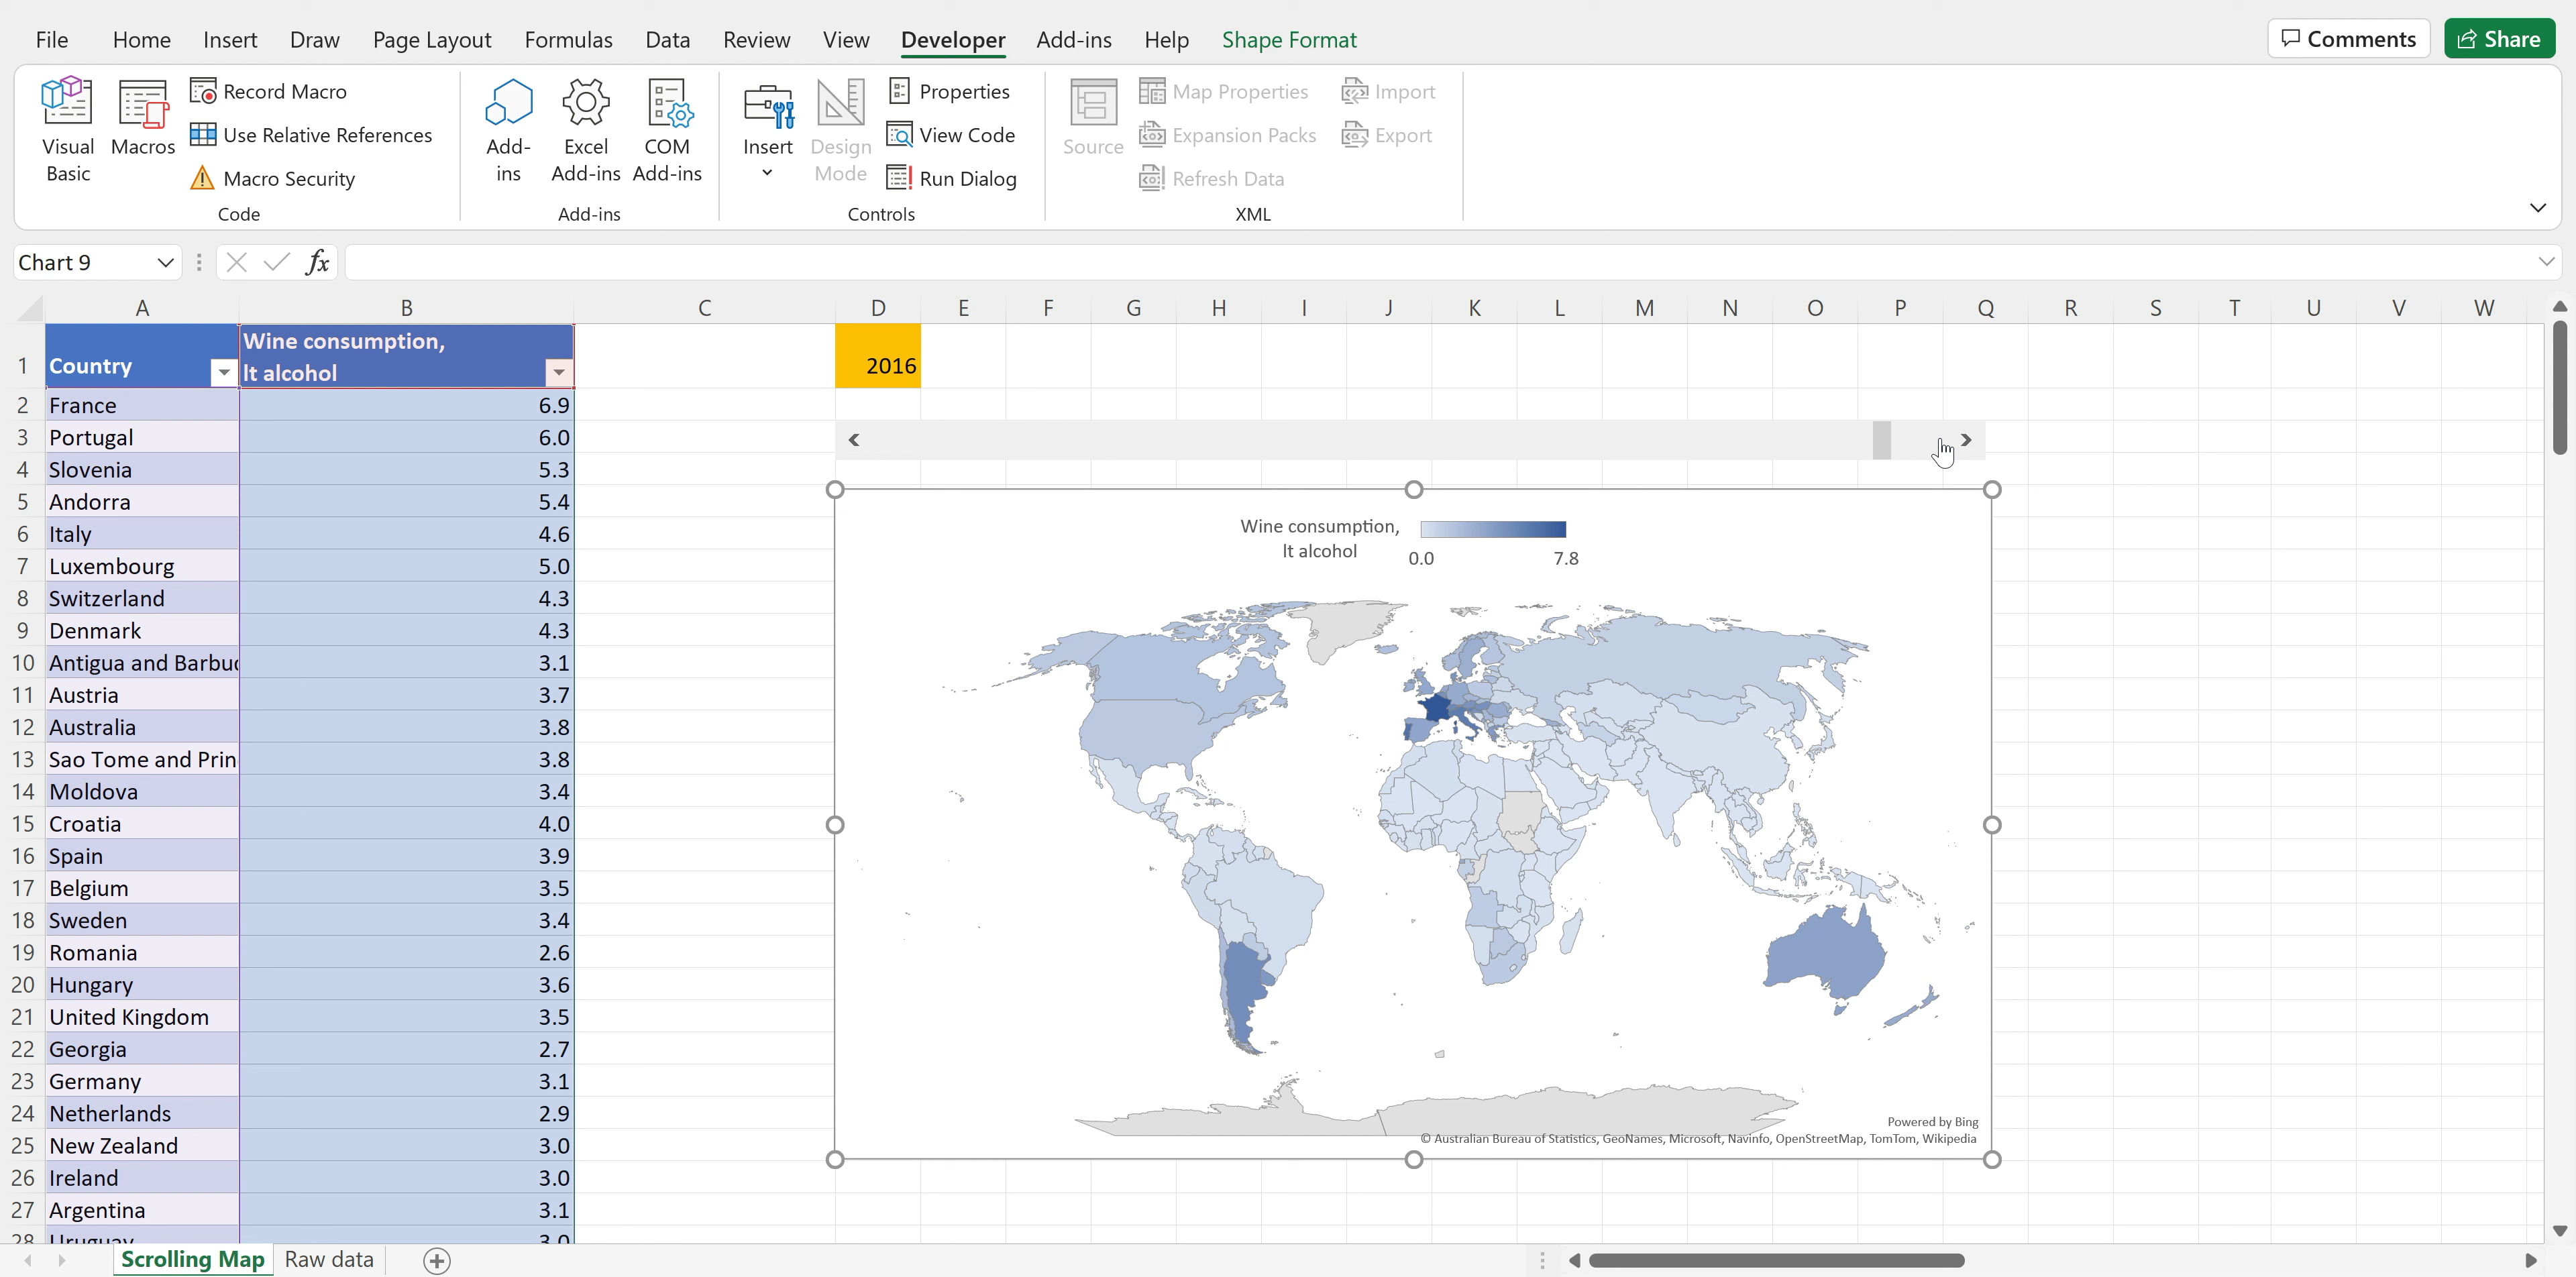 File Home Insert Draw Page Layout Formulas Data Review View Developer Add-ins Help Shape Format Comments Share
Visual Basic
Macros
Record Macro
Use Relative References
Macro Security
Code
Add-ins
Excel Add-ins
COM Add-ins
Add-ins
Insert
Design Mode
Properties
View Code
Run Dialog
Controls
Source
Map Properties
Expansion Packs
Refresh Data
Import
Export
XML
Chart 9 fx
A B C D E F G H I J K L M N O P Q R S T U V W
1 Country Wine consumption, lt alcohol 2016
2 France 6.9
3 Portugal 6.0
4 Slovenia 5.3
5 Andorra 5.4
6 Italy 4.6
7 Luxembourg 5.0
8 Switzerland 4.3
9 Denmark 4.3
10 Antigua and Barbu 3.1
11 Austria 3.7
12 Australia 3.8
13 Sao Tome and Prin 3.8
14 Moldova 3.4
15 Croatia 4.0
16 Spain 3.9
17 Belgium 3.5
18 Sweden 3.4
19 Romania 2.6
20 Hungary 3.6
21 United Kingdom 3.5
22 Georgia 2.7
23 Germany 3.1
24 Netherlands 2.9
25 New Zealand 3.0
26 Ireland 3.0
27 Argentina 3.1
28 Uruguay 3.0
Wine consumption,
lt alcohol
0.0 7.8
Powered by Bing
© Australian Bureau of Statistics, GeoNames, Microsoft, Navinfo, OpenStreetMap, TomTom, Wikipedia
Scrolling Map Raw data